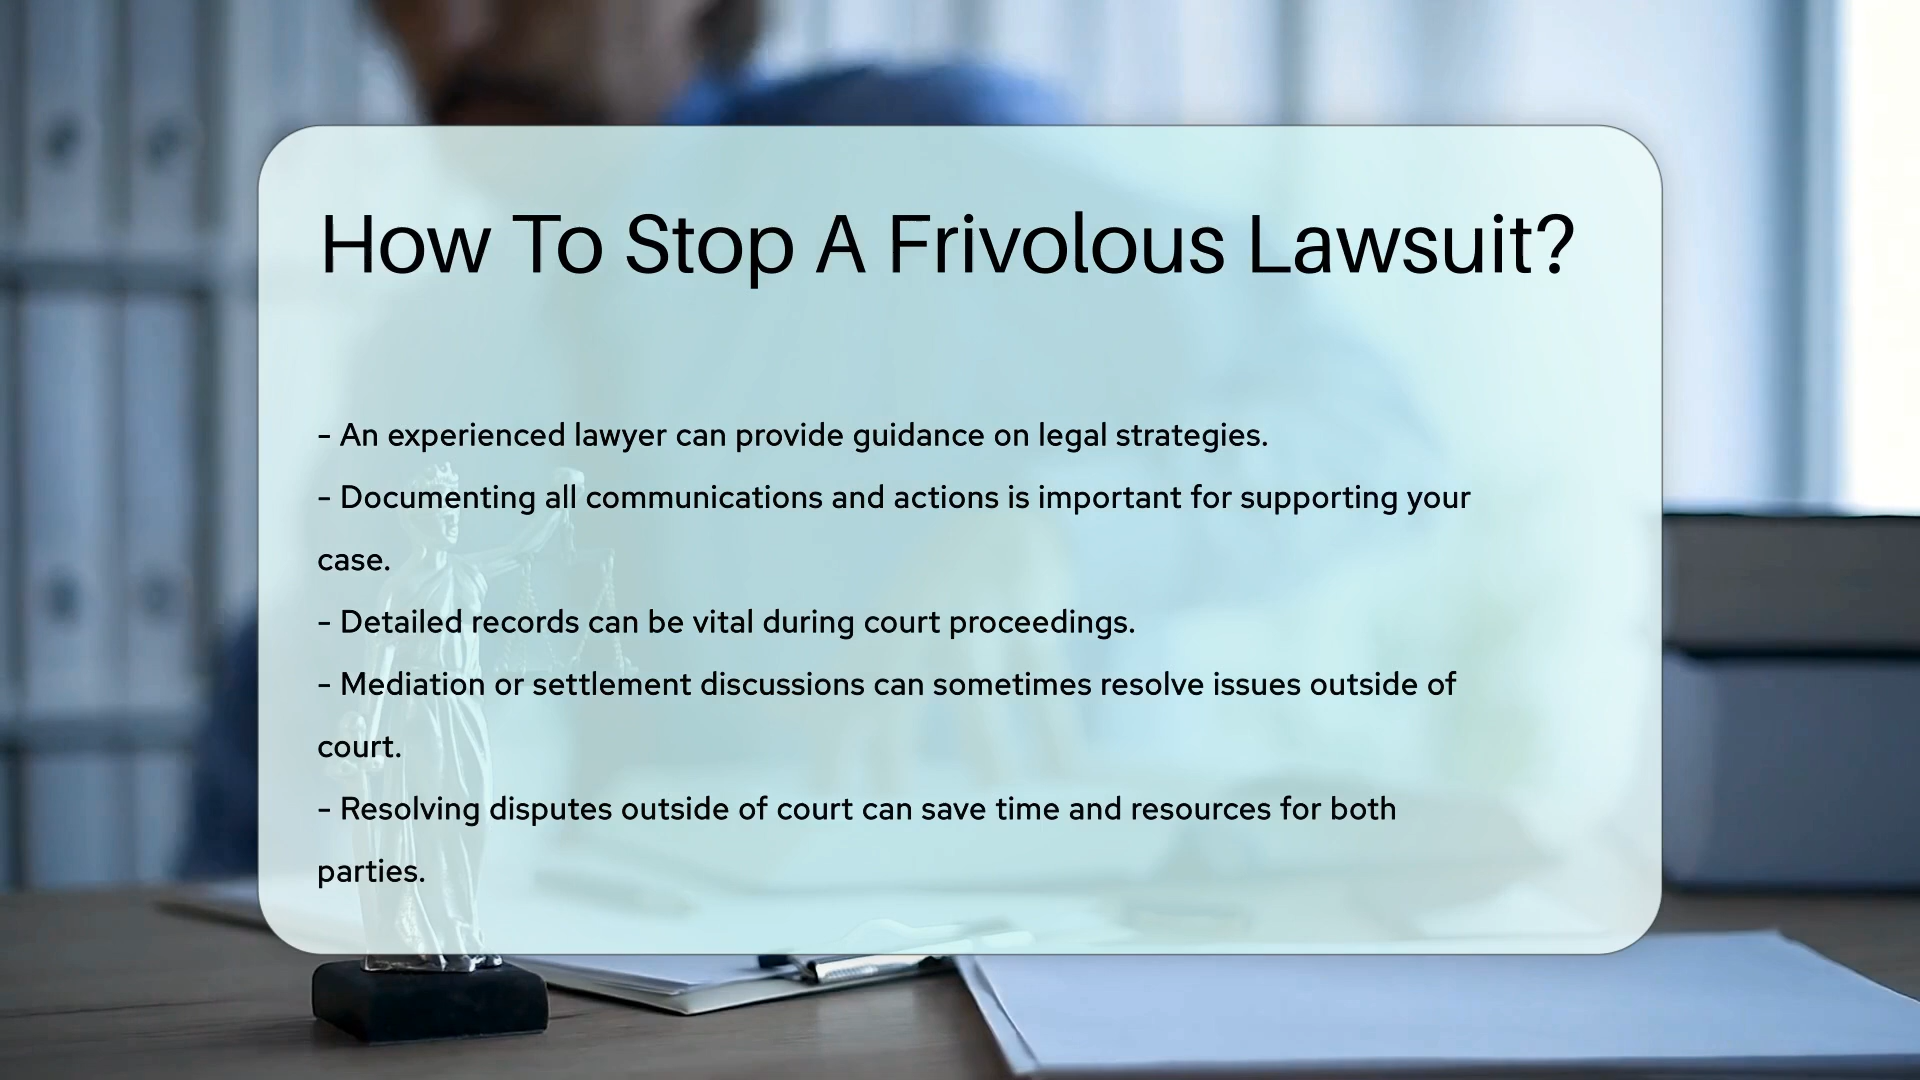 How To Stop A Frivolous Lawsuit?
- An experienced lawyer can provide guidance on legal strategies.
- Documenting all communications and actions is important for supporting your
case.
- Detailed records can be vital during court proceedings.
- Mediation or settlement discussions can sometimes resolve issues outside of
court.
- Resolving disputes outside of court can save time and resources for both
parties.